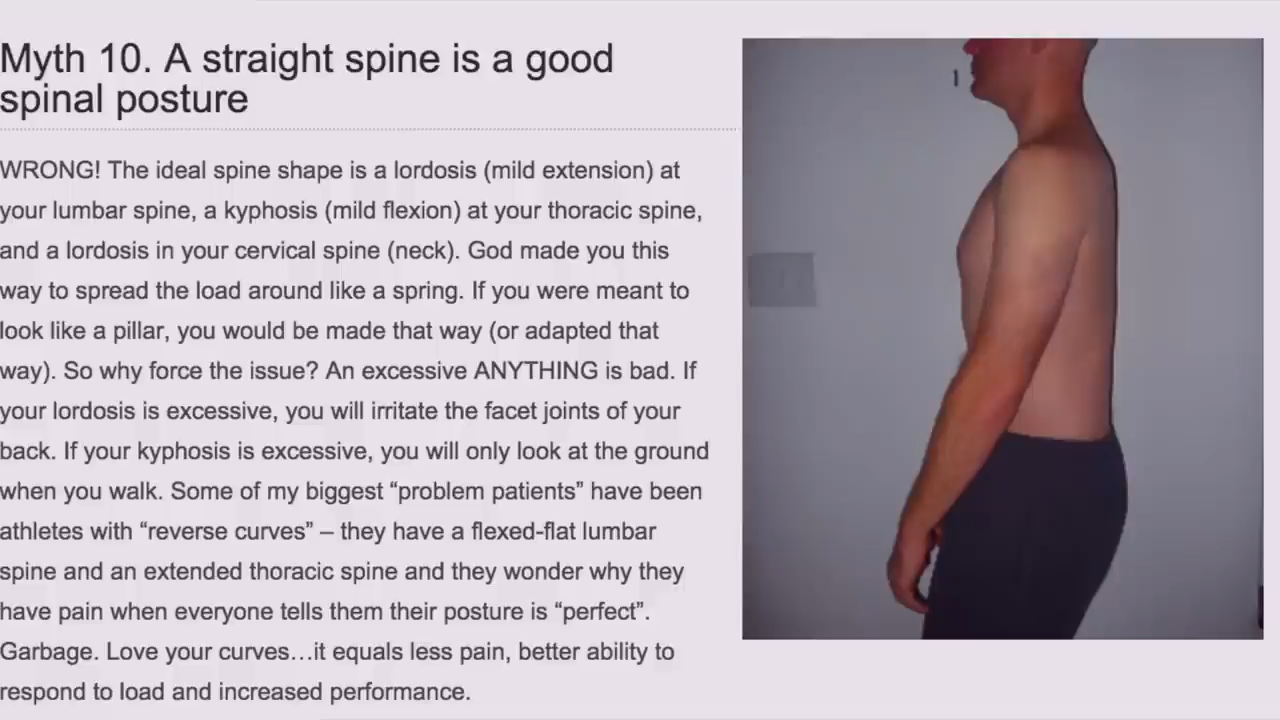 Myth 10. A straight spine is a good
spinal posture
WRONG! The ideal spine shape is a lordosis (mild extension) at
your lumbar spine, a kyphosis (mild flexion) at your thoracic spine,
and a lordosis in your cervical spine (neck). God made you this
way to spread the load around like a spring. If you were meant to
look like a pillar, you would be made that way (or adapted that
way). So why force the issue? An excessive ANYTHING is bad. If
your lordosis is excessive, you will irritate the facet joints of your
back. If your kyphosis is excessive, you will only look at the ground
when you walk. Some of my biggest “problem patients” have been
athletes with “reverse curves” – they have a flexed-flat lumbar
spine and an extended thoracic spine and they wonder why they
have pain when everyone tells them their posture is “perfect”.
Garbage. Love your curves…it equals less pain, better ability to
respond to load and increased performance.